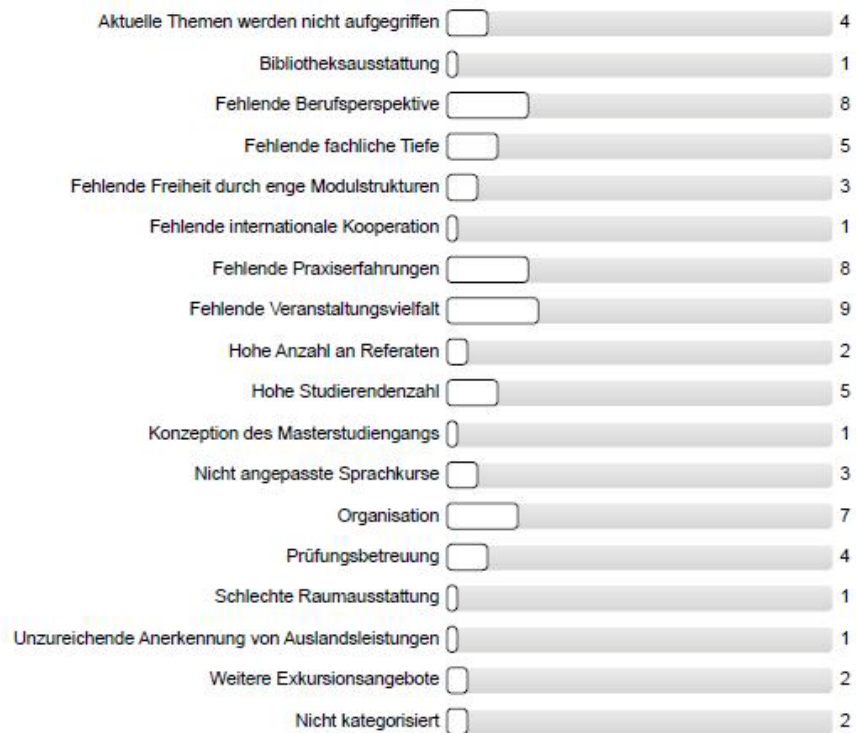 Aktuelle Themen werden nicht aufgegriffen 4
Bibliotheksausstattung 1
Fehlende Berufsperspektive 8
Fehlende fachliche Tiefe 5
Fehlende Freiheit durch enge Modulstrukturen 3
Fehlende internationale Kooperation 1
Fehlende Praxiserfahrungen 8
Fehlende Veranstaltungsvielfalt 9
Hohe Anzahl an Referaten 2
Hohe Studierendenzahl 5
Konzeption des Masterstudiengangs 1
Nicht angepasste Sprachkurse 3
Organisation 7
Prüfungsbetreuung 4
Schlechte Raumausstattung 1
Unzureichende Anerkennung von Auslandsleistungen 1
Weitere Exkursionsangebote 2
Nicht kategorisiert 2